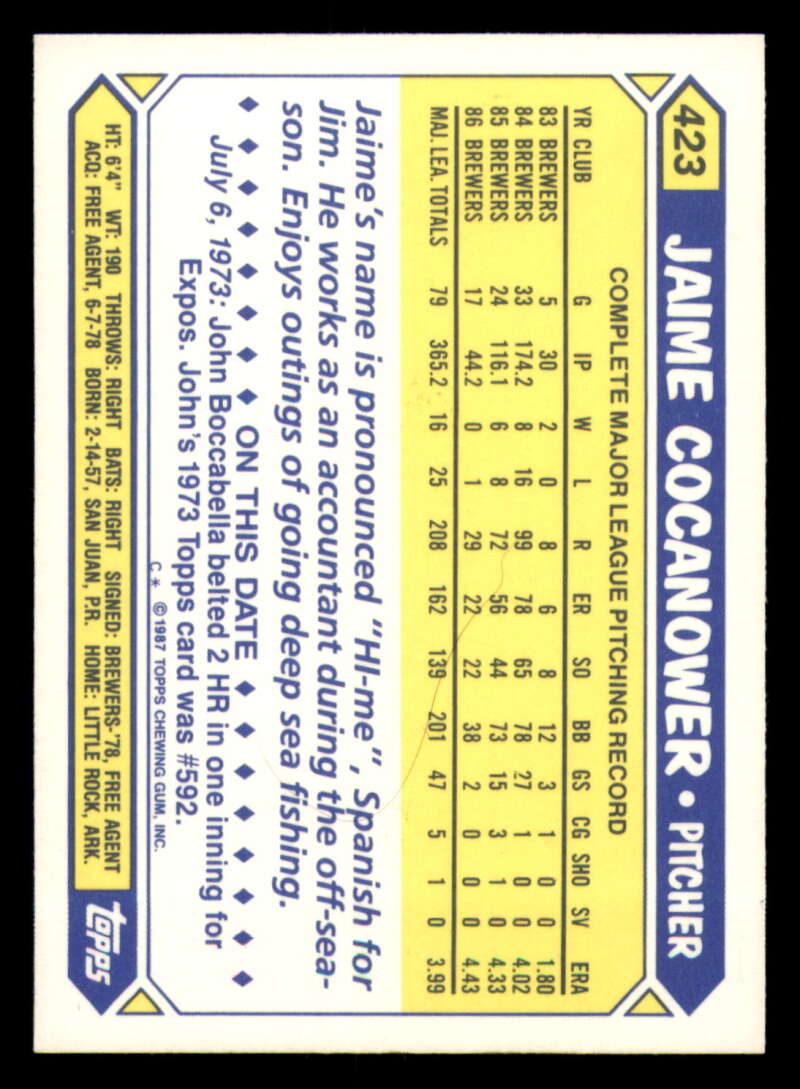 423 JAIME COCANOWER • PITCHER
COMPLETE MAJOR LEAGUE PITCHING RECORD
YR CLUB G IP W L R ER SO BB GS CG SHO SV ERA
83 BREWERS 5 30 2 0 8 6 8 12 3 1 0 0 1.80
84 BREWERS 33 174.2 8 16 99 78 65 78 27 1 0 0 4.02
85 BREWERS 24 116.1 6 8 72 56 44 73 15 3 1 0 4.33
86 BREWERS 17 44.2 0 1 29 22 22 38 2 0 0 0 4.43
MAJ. LEA. TOTALS 79 365.2 16 25 208 162 139 201 47 5 1 0 3.99
Jaime's name is pronounced "HI-me", Spanish for
Jim. He works as an accountant during the off-sea-
son. Enjoys outings of going deep sea fishing.
◆ ◆ ◆ ◆ ◆ ◆ ◆ ◆ ON THIS DATE ◆ ◆ ◆ ◆ ◆ ◆ ◆ ◆
July 6, 1973: John Boccabella belted 2 HR in one inning for
Expos. John's 1973 Topps card was #592.
C* ©1987 TOPPS CHEWING GUM, INC.
HT: 6'4" WT: 190 THROWS: RIGHT BATS: RIGHT SIGNED: BREWERS-'78, FREE AGENT
ACQ: FREE AGENT, 6-7-78 BORN: 2-14-57, SAN JUAN, P.R. HOME: LITTLE ROCK, ARK.
topps